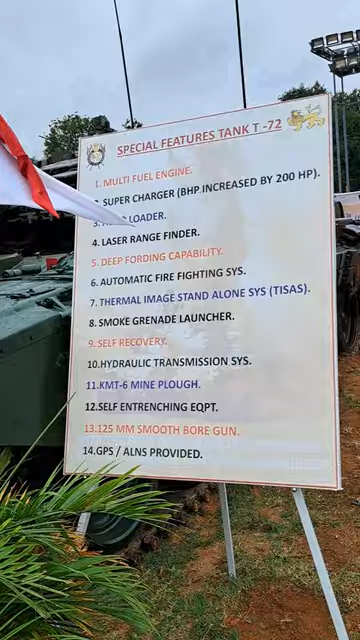 SPECIAL FEATURES TANK T -72
1. MULTI FUEL ENGINE.
2. SUPER CHARGER (BHP INCREASED BY 200 HP).
3. LOADER.
4. LASER RANGE FINDER.
5. DEEP FORDING CAPABILITY.
6. AUTOMATIC FIRE FIGHTING SYS.
7. THERMAL IMAGE STAND ALONE SYS (TISAS).
8. SMOKE GRENADE LAUNCHER.
9. SELF RECOVERY.
10. HYDRAULIC TRANSMISSION SYS.
11. KMT-6 MINE PLOUGH.
12. SELF ENTRENCHING EQPT.
13. 125 MM SMOOTH BORE GUN.
14. GPS / ALNS PROVIDED.